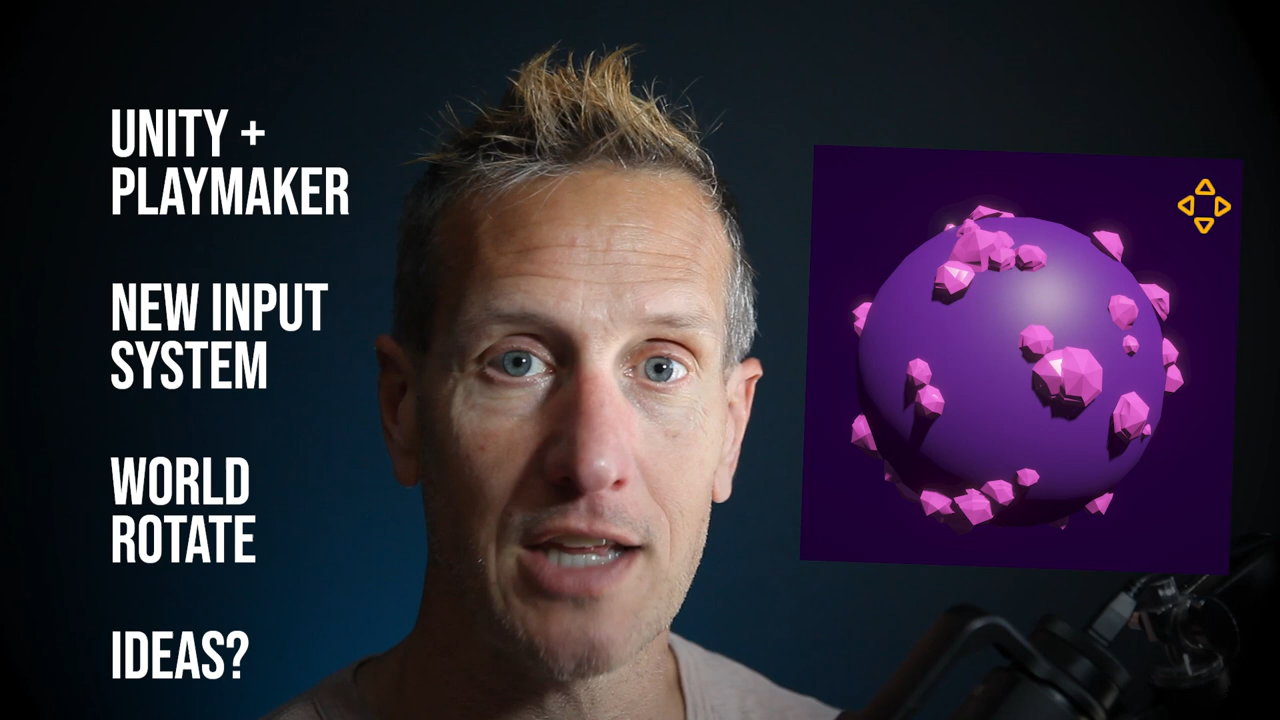 UNITY +
PLAYMAKER
NEW INPUT
SYSTEM
WORLD
ROTATE
IDEAS?